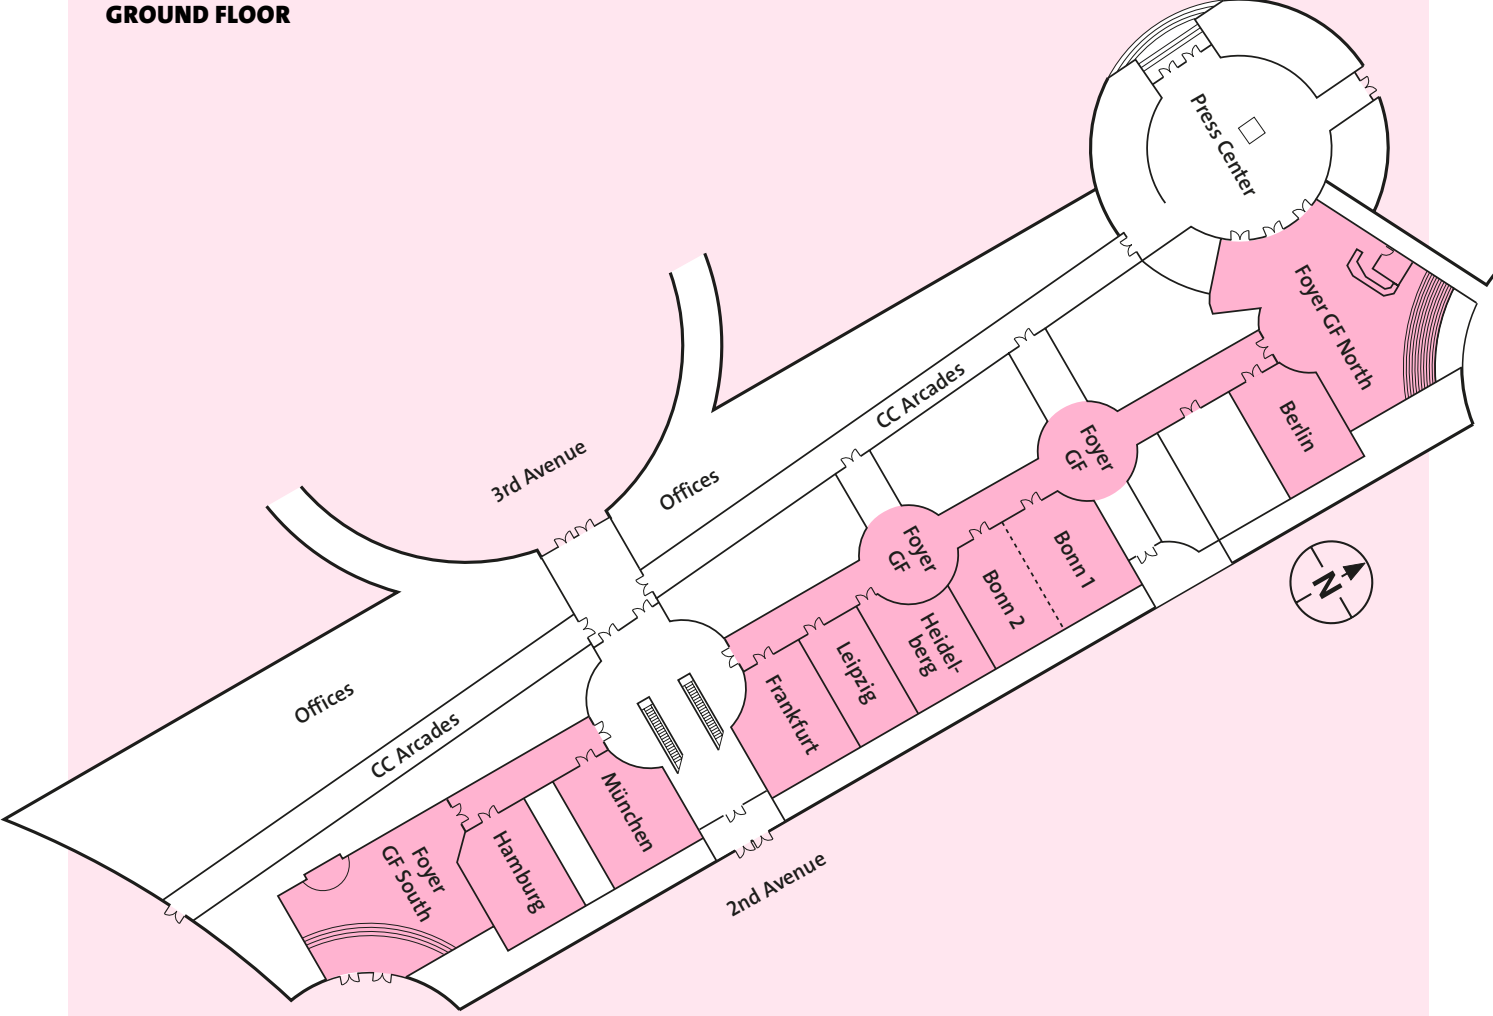 GROUND FLOOR
Press Center
Foyer GF North
CC Arcades
Berlin
Foyer
GF
3rd Avenue
Offices
Foyer
GF
Bonn 1
Bonn 2
Heidel-
berg
Leipzig
Frankfurt
N
Offices
CC Arcades
München
Hamburg
Foyer
GF South
2nd Avenue